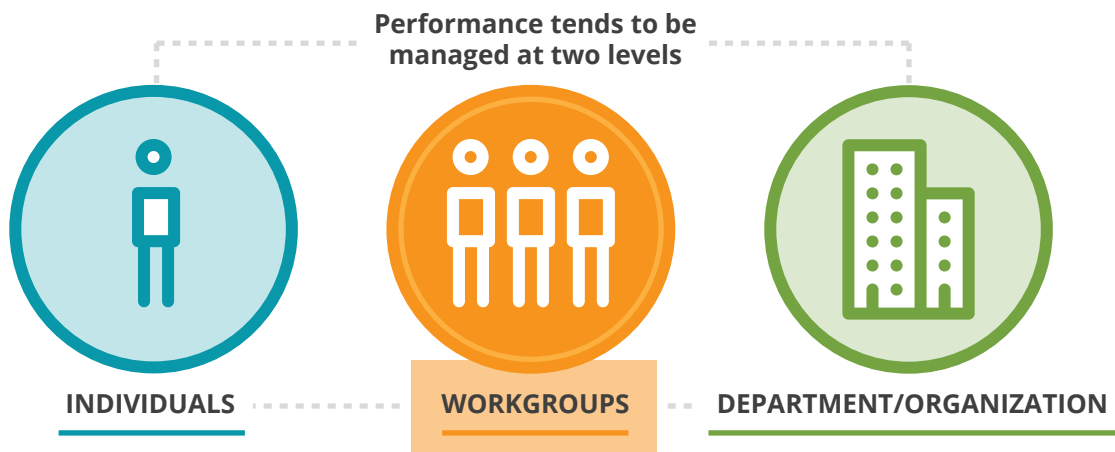 Performance tends to be
managed at two levels
INDIVIDUALS
WORKGROUPS
DEPARTMENT/ORGANIZATION